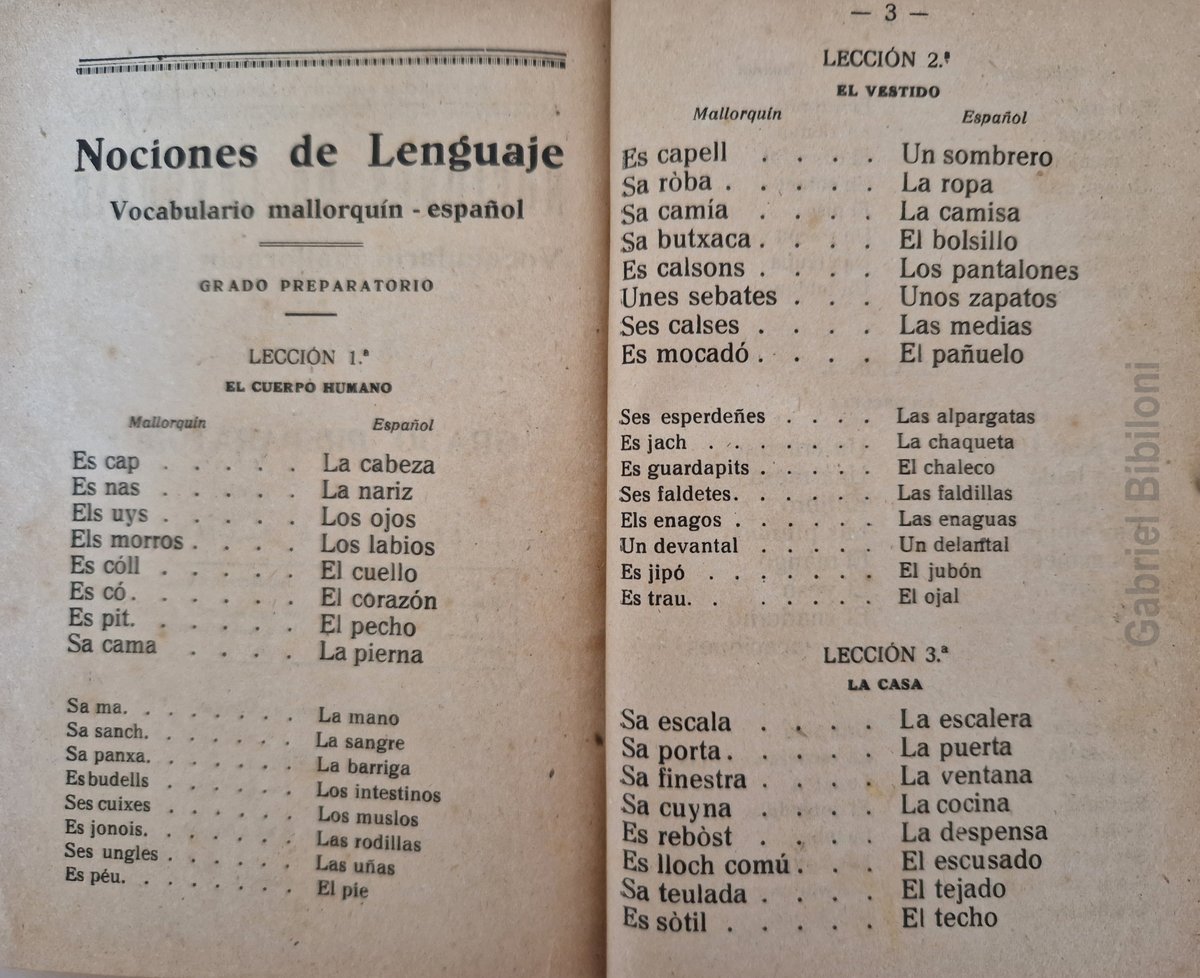 Nociones de Lenguaje
Vocabulario mallorquín - español
GRADO PREPARATORIO
LECCIÓN 1.ª
EL CUERPO HUMANO
Mallorquín Español
Es cap . . . . . La cabeza
Es nas . . . . . La nariz
Els uys . . . . . Los ojos
Els morros . . . . Los labios
Es cóll . . . . . El cuello
Es có. . . . . . El corazón
Es pit. . . . . . El pecho
Sa cama . . . . La pierna
Sa ma. . . . . . . . La mano
Sa sanch. . . . . . . La sangre
Sa panxa. . . . . . . La barriga
Es budells . . . . . . Los intestinos
Ses cuixes . . . . . . Los muslos
Es jonois. . . . . . . Las rodillas
Ses ungles . . . . . . Las uñas
Es péu. . . . . . . . El pie
— 3 —
LECCIÓN 2.ª
EL VESTIDO
Mallorquín Español
Es capell . . . . Un sombrero
Sa ròba . . . . . La ropa
Sa camía . . . . La camisa
Sa butxaca . . . . El bolsillo
Es calsons . . . . Los pantalones
Unes sebates . . . Unos zapatos
Ses calses . . . . Las medias
Es mocadó . . . . El pañuelo
Ses esperdeñes . . . . Las alpargatas
Es jach . . . . . . . La chaqueta
Es guardapits . . . . . El chaleco
Ses faldetes. . . . . . Las faldillas
Els enagos . . . . . . Las enaguas
Un devantal . . . . . Un delantal
Es jipó . . . . . . . El jubón
Es trau. . . . . . . . El ojal
LECCIÓN 3.ª
LA CASA
Sa escala . . . . La escalera
Sa porta . . . . . La puerta
Sa finestra . . . . La ventana
Sa cuyna . . . . La cocina
Es rebòst . . . . La despensa
Es lloch comú . . . El escusado
Sa teulada . . . . El tejado
Es sòtil . . . . . El techo
Gabriel Bibiloni